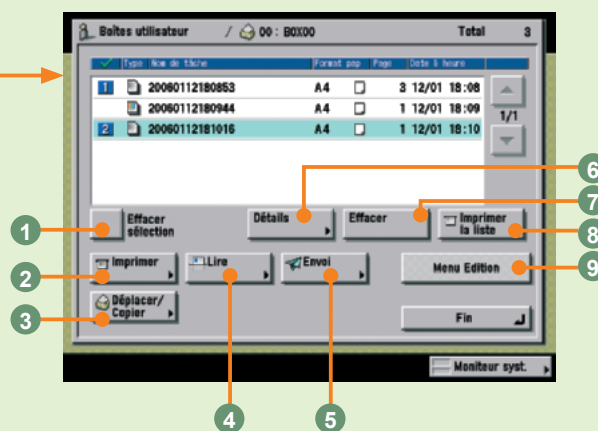 Boîtes utilisateur / 00 : BOX00 Total 3
✓ Type Nom de tâche Format pap Page Date & heure
1 20060112180853 A4 3 12/01 18:08
20060112180944 A4 1 12/01 18:09
2 20060112181016 A4 1 12/01 18:10
1/1
Effacer sélection
Détails
Effacer
Imprimer la liste
Imprimer
Lire
Envoi
Menu Edition
Déplacer/
Copier
Fin
Moniteur syst.
1
2
3
4
5
6
7
8
9